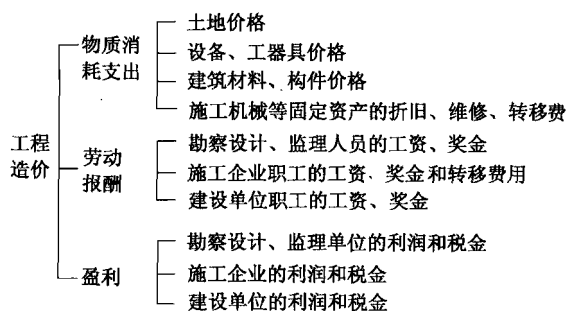 工程造价
物质消耗支出
土地价格
设备、工器具价格
建筑材料、构件价格
施工机械等固定资产的折旧、维修、转移费
劳动报酬
勘察设计、监理人员的工资、奖金
施工企业职工的工资、奖金和转移费用
建设单位职工的工资、奖金
盈利
勘察设计、监理单位的利润和税金
施工企业的利润和税金
建设单位的利润和税金